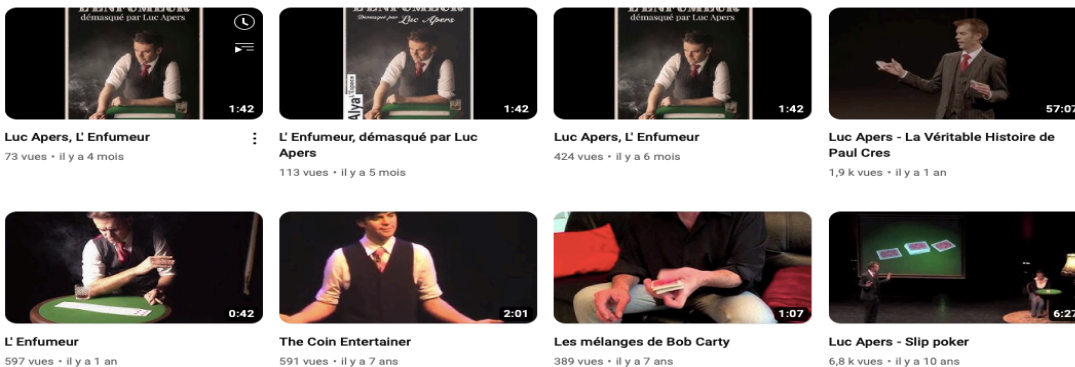 L'ENFUMEUR
démasqué par Luc Apers
1:42
L'ENFUMEUR
Démasqué par Luc Apers
1:42
L'ENFUMEUR
démasqué par Luc Apers
1:42
57:07
Luc Apers, L' Enfumeur
73 vues • il y a 4 mois
L' Enfumeur, démasqué par Luc
Apers
113 vues • il y a 5 mois
Luc Apers, L' Enfumeur
424 vues • il y a 6 mois
Luc Apers - La Véritable Histoire de
Paul Cres
1,9 k vues • il y a 1 an
0:42
2:01
1:07
6:27
L' Enfumeur
597 vues • il y a 1 an
The Coin Entertainer
591 vues • il y a 7 ans
Les mélanges de Bob Carty
389 vues • il y a 7 ans
Luc Apers - Slip poker
6,8 k vues • il y a 10 ans